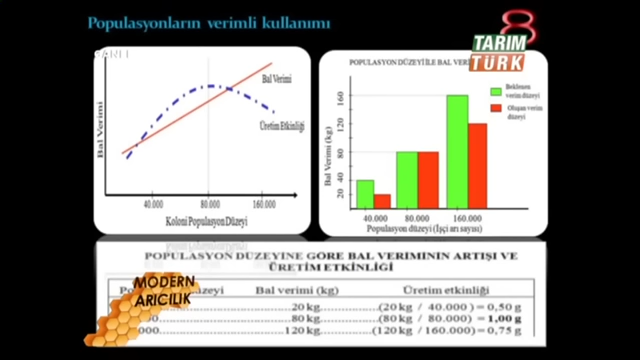 Populasyonların verimli kullanımı
8
TARIM
TÜRK
CANLI
Bal Verimi
Bal Verimi
Üretim Etkinliği
40.000 80.000 160.000
Koloni Populasyon Düzeyi
POPULASYON DÜZEYİ İLE BAL
Beklenen
verim düzeyi
Oluşan verim
düzeyi
Bal Verimi (kg)
160
120
80
40
20
40.000 80.000 160.000
Populasyon düzeyi (İşçi arı sayısı)
POPULASYON DÜZEYİNE GÖRE BAL VERİMİNİN ARTIŞI VE
ÜRETİM ETKİNLİĞİ
Bal verimi (kg) Üretim etkinliği
20 kg (20 kg / 40.000) = 0,50 g
80 kg (80 kg / 80.000) = 1,00 g
120 kg (120 kg / 160.000) = 0,75 g
MODERN
ARICILIK